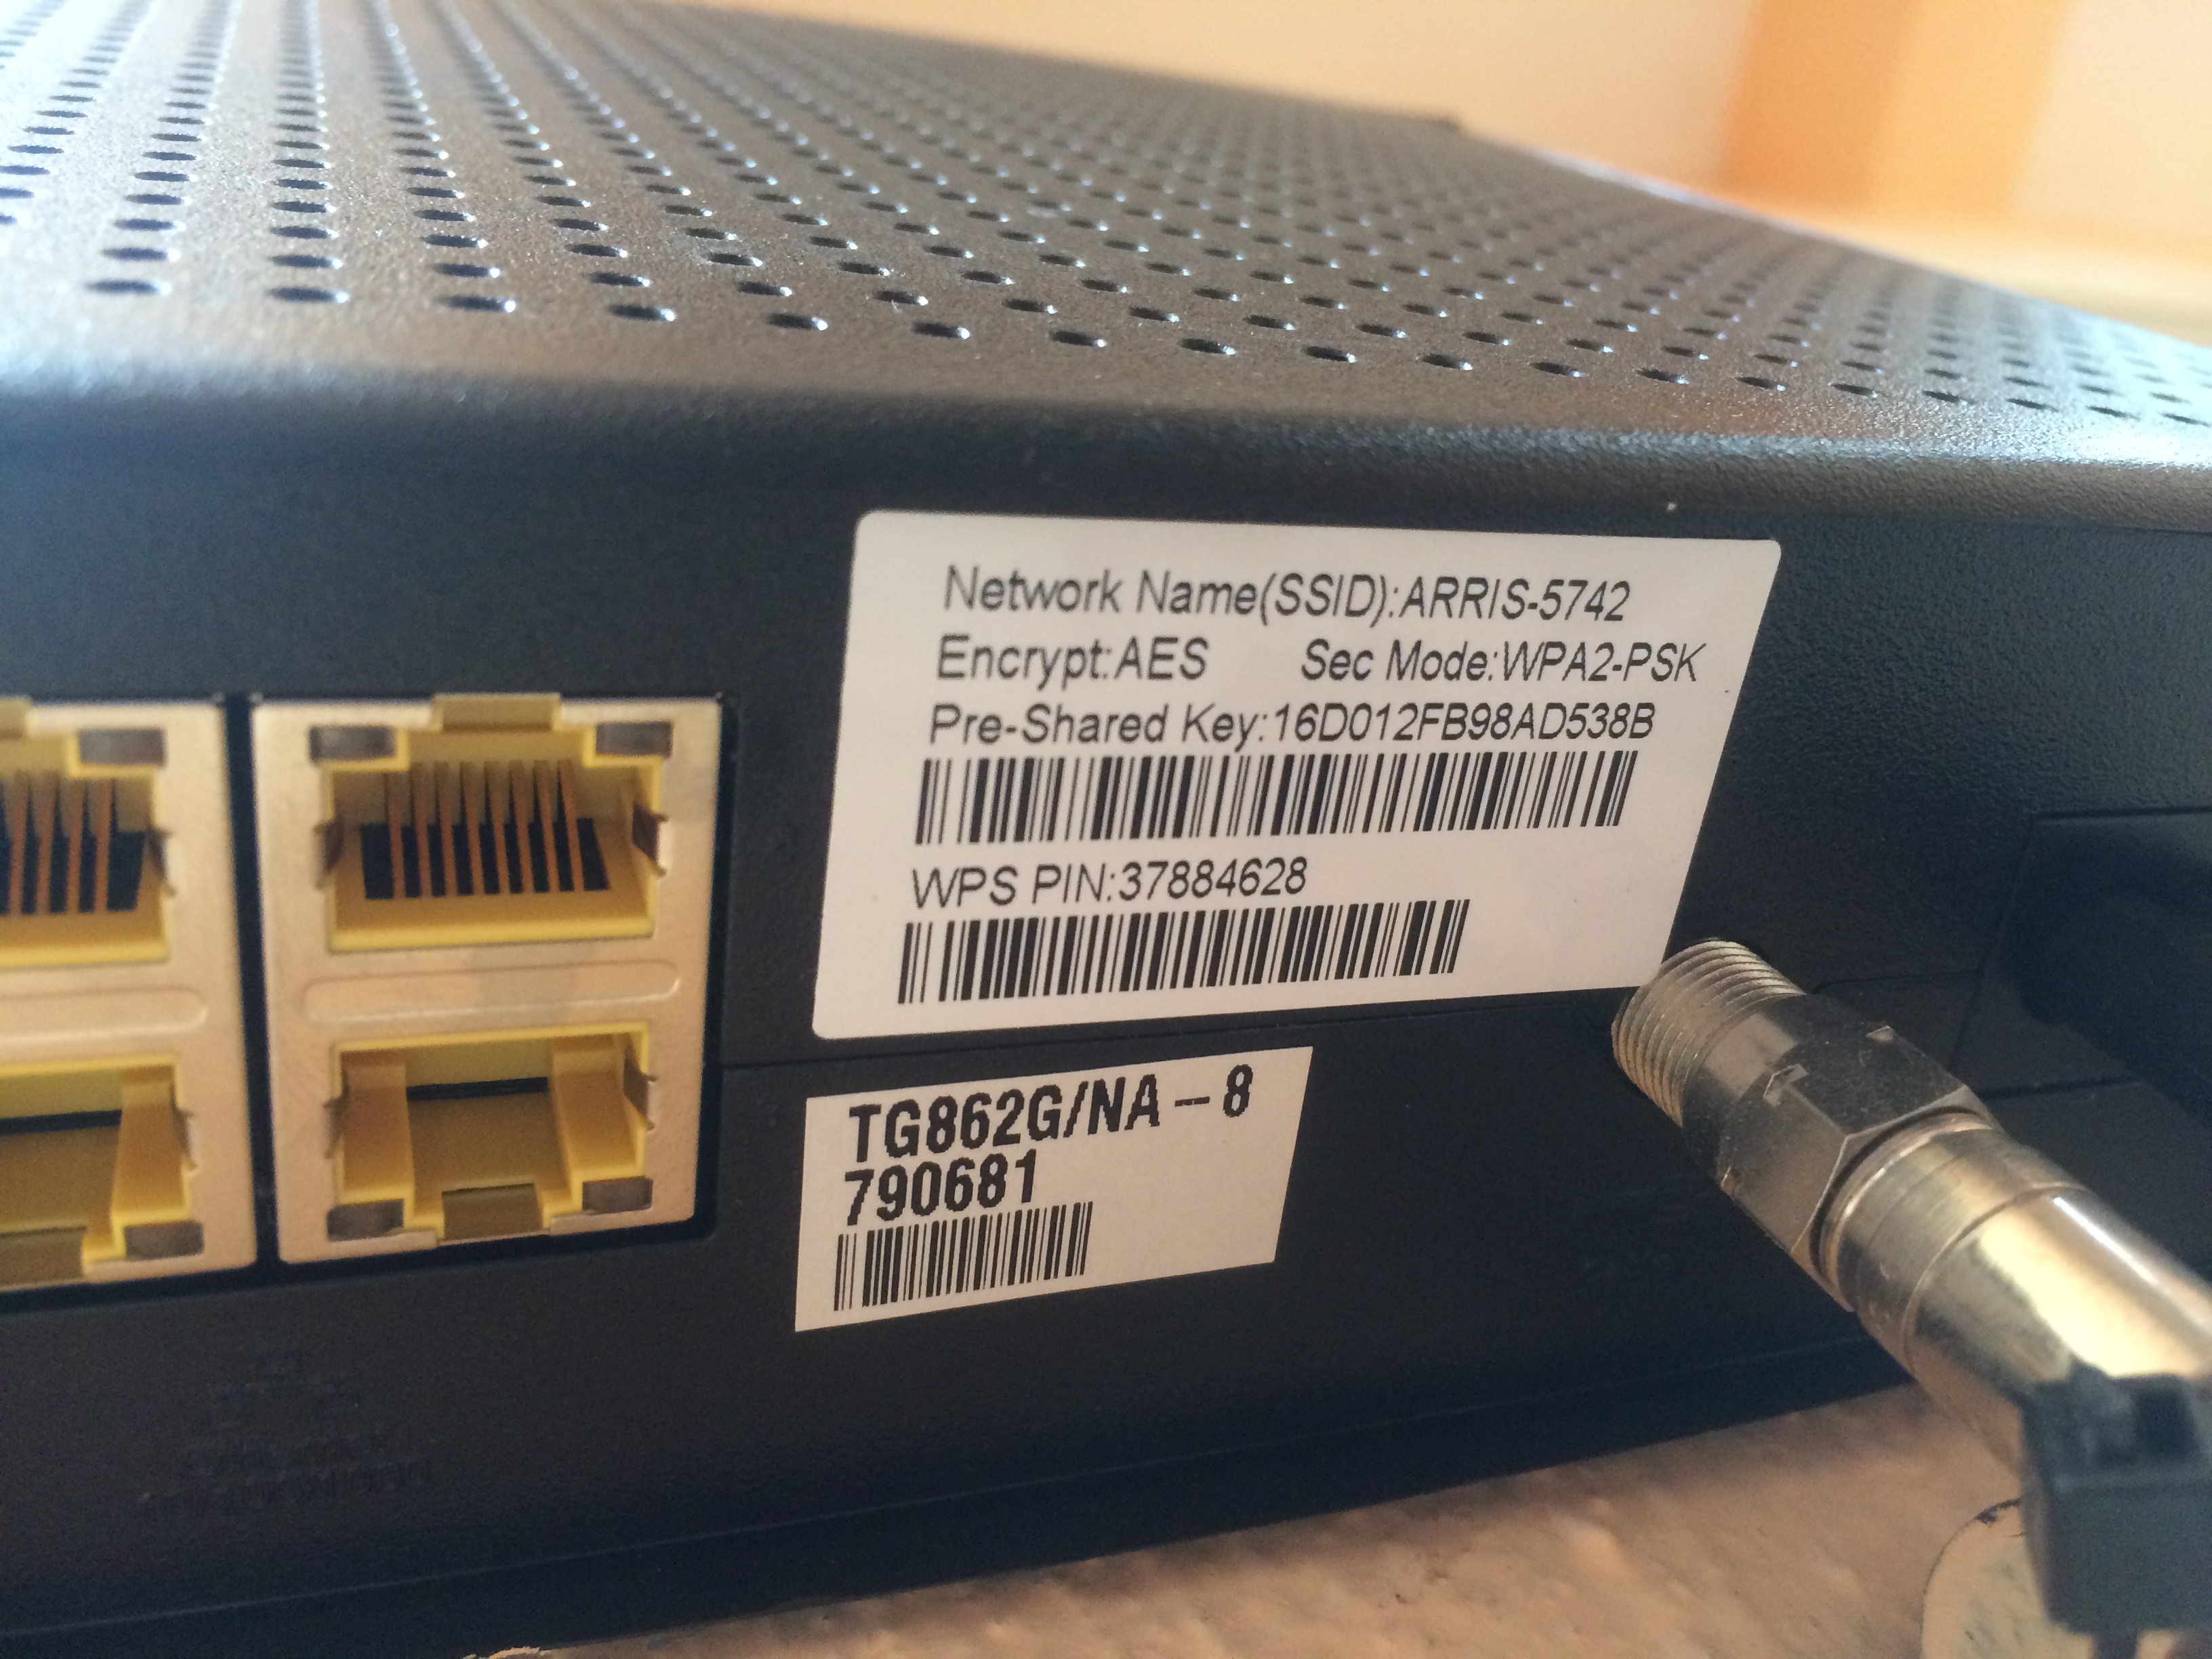 Network Name(SSID):ARRIS-5742
Encrypt:AES Sec Mode:WPA2-PSK
Pre-Shared Key:16D012FB98AD538B
WPS PIN:37884628
TG862G/NA-8
790681